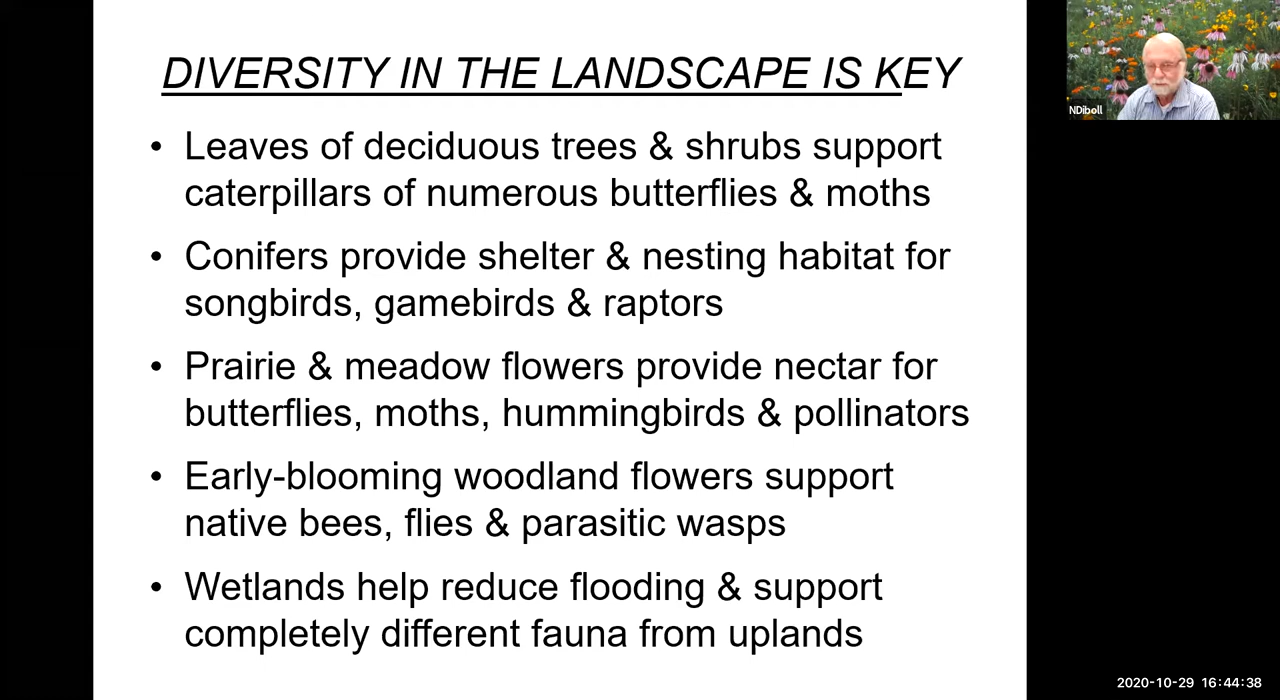 DIVERSITY IN THE LANDSCAPE IS KEY
• Leaves of deciduous trees & shrubs support
caterpillars of numerous butterflies & moths
• Conifers provide shelter & nesting habitat for
songbirds, gamebirds & raptors
• Prairie & meadow flowers provide nectar for
butterflies, moths, hummingbirds & pollinators
• Early-blooming woodland flowers support
native bees, flies & parasitic wasps
• Wetlands help reduce flooding & support
completely different fauna from uplands
NDiboll
2020-10-29 16:44:38